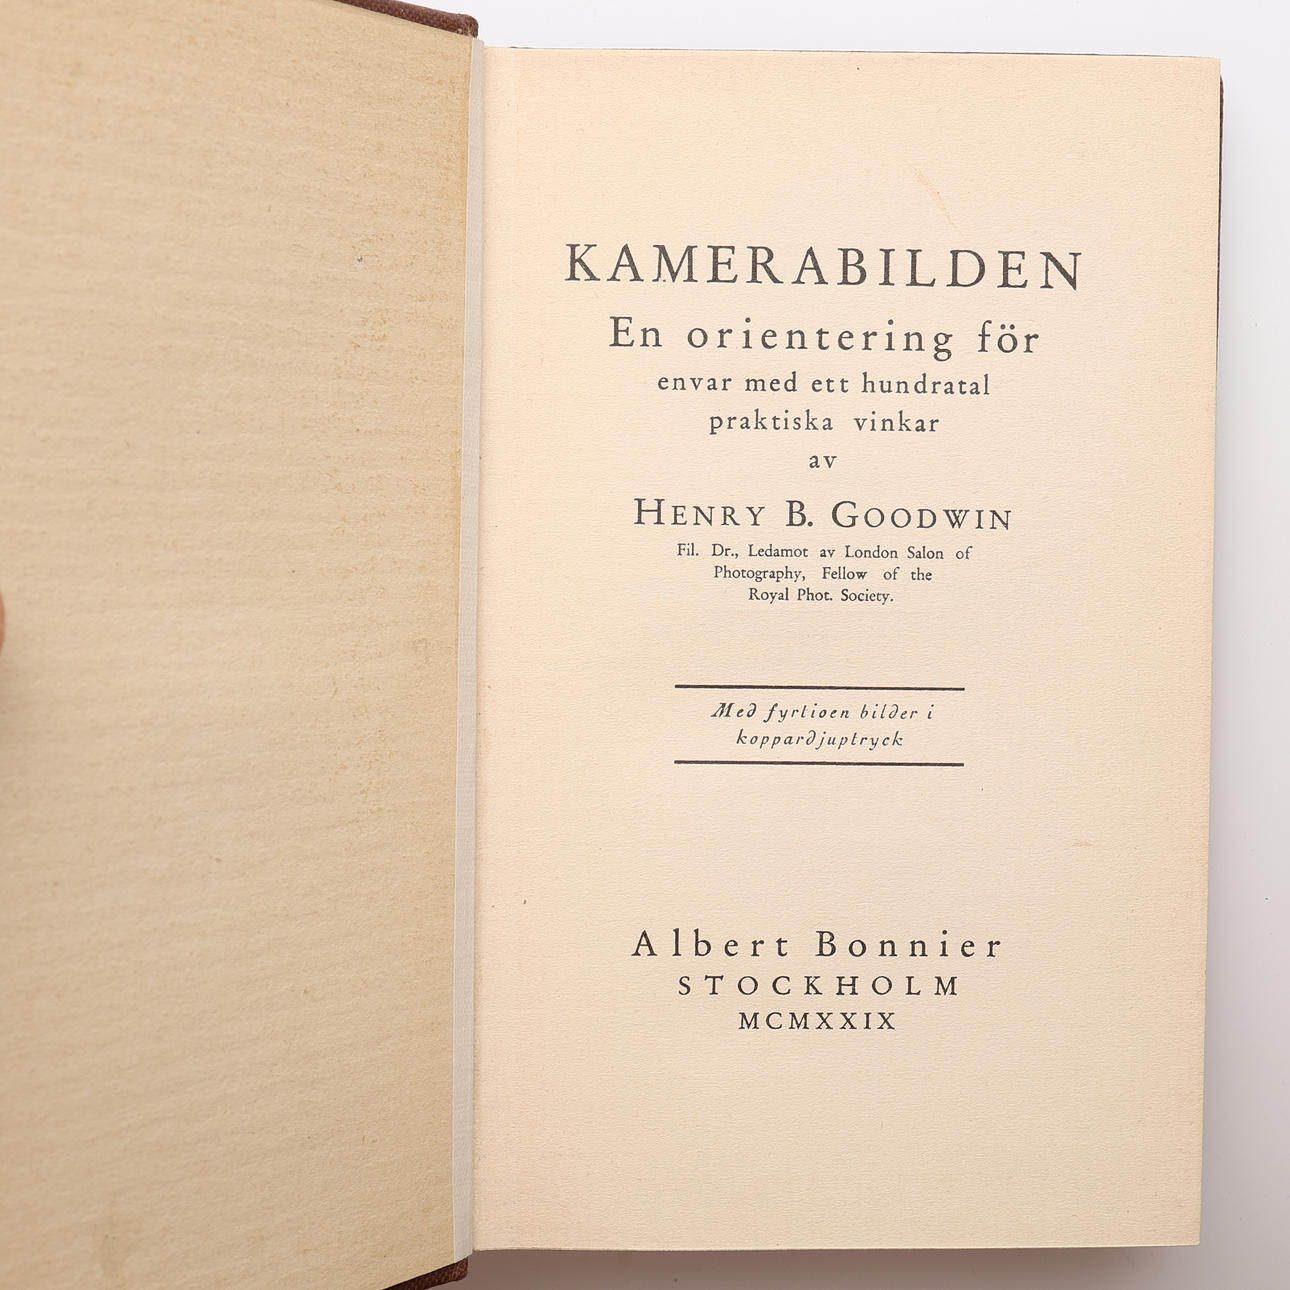 KAMERABILDEN
En orientering för
envar med ett hundratal
praktiska vinkar
av
HENRY B. GOODWIN
Fil. Dr., Ledamot av London Salon of
Photography, Fellow of the
Royal Phot. Society.
Med fyrtioen bilder i
koppardjuptryck
Albert Bonnier
STOCKHOLM
MCMXXIX